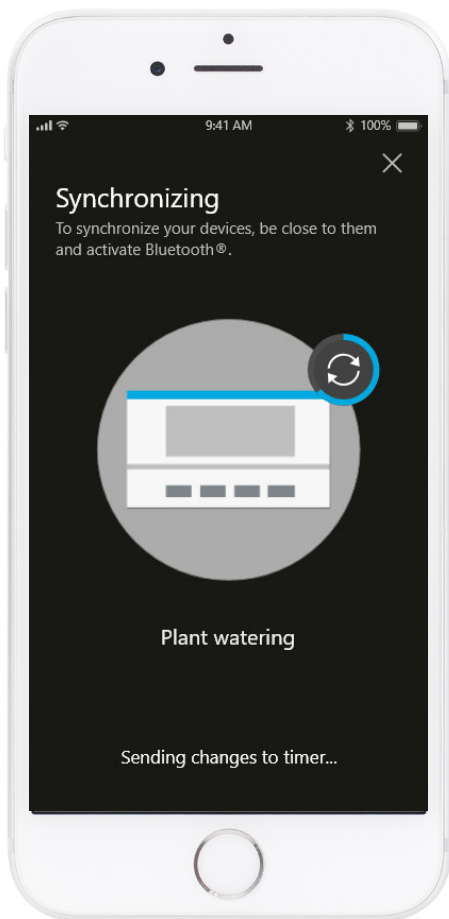 9:41 AM
100%
Synchronizing
To synchronize your devices, be close to them
and activate Bluetooth®.
Plant watering
Sending changes to timer...